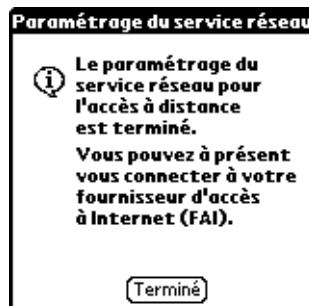 Paramétrage du service réseau
Le paramétrage du
service réseau pour
l'accès à distance
est terminé.
Vous pouvez à présent
vous connecter à votre
fournisseur d'accès
à Internet (FAI).
Terminé